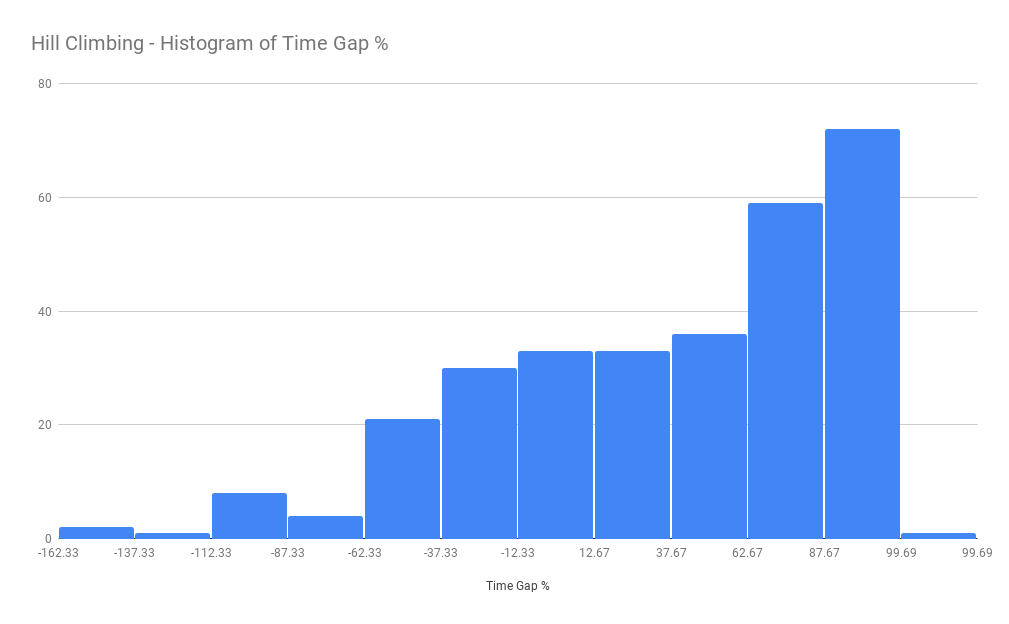 Hill Climbing - Histogram of Time Gap %
80
60
40
20
0
-162.33 -137.33 -112.33 -87.33 -62.33 -37.33 -12.33 12.67 37.67 62.67 87.67 99.69 99.69
Time Gap %